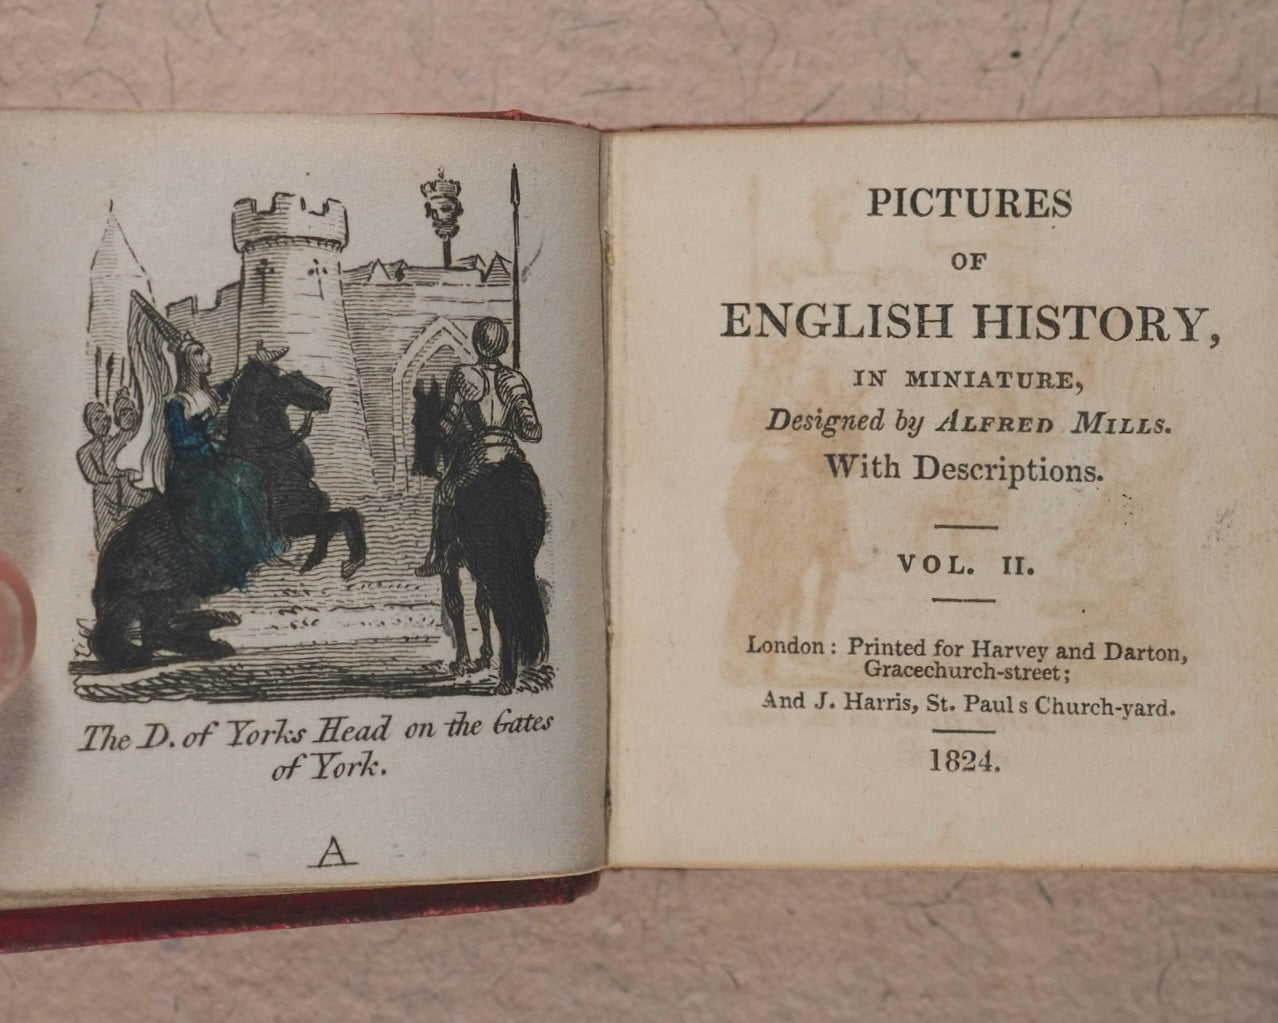 The D. of Yorks Head on the Gates
of York.
A
PICTURES
OF
ENGLISH HISTORY,
IN MINIATURE,
Designed by ALFRED MILLS.
With Descriptions.
VOL. II.
London: Printed for Harvey and Darton,
Gracechurch-street;
And J. Harris, St. Paul s Church-yard.
1824.